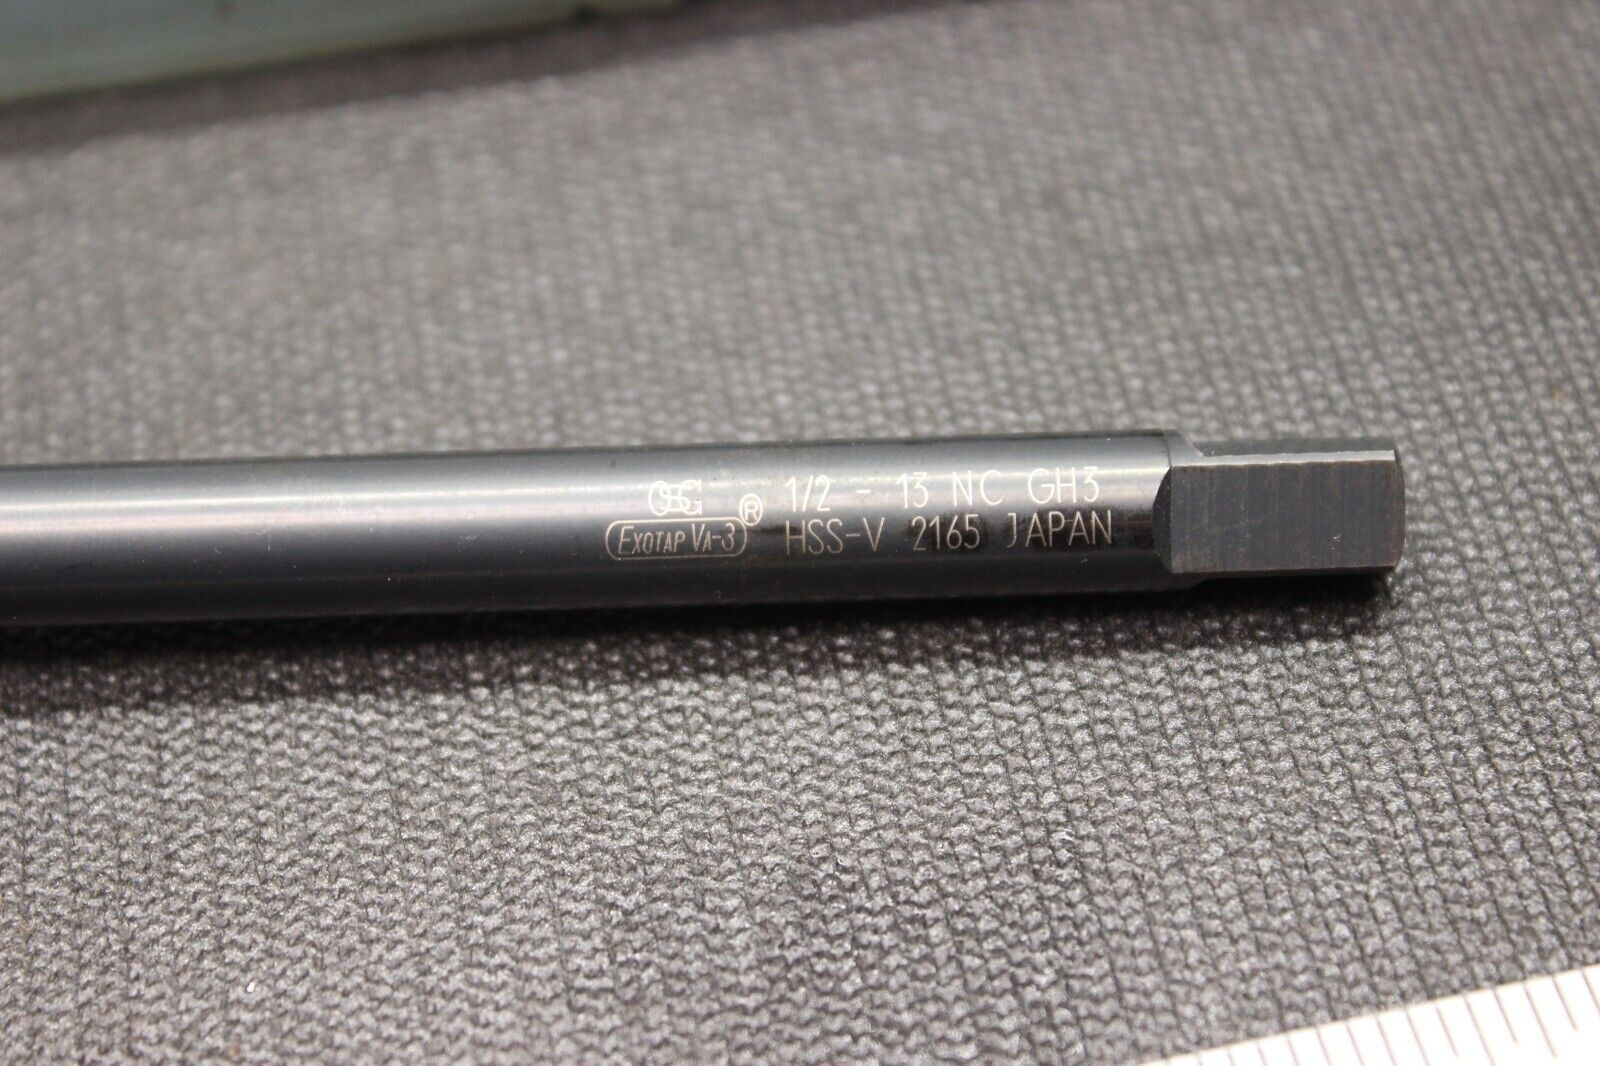 OSG 1/2 - 13 NC GH3
EXOTAP VA-3® HSS-V 2165 JAPAN